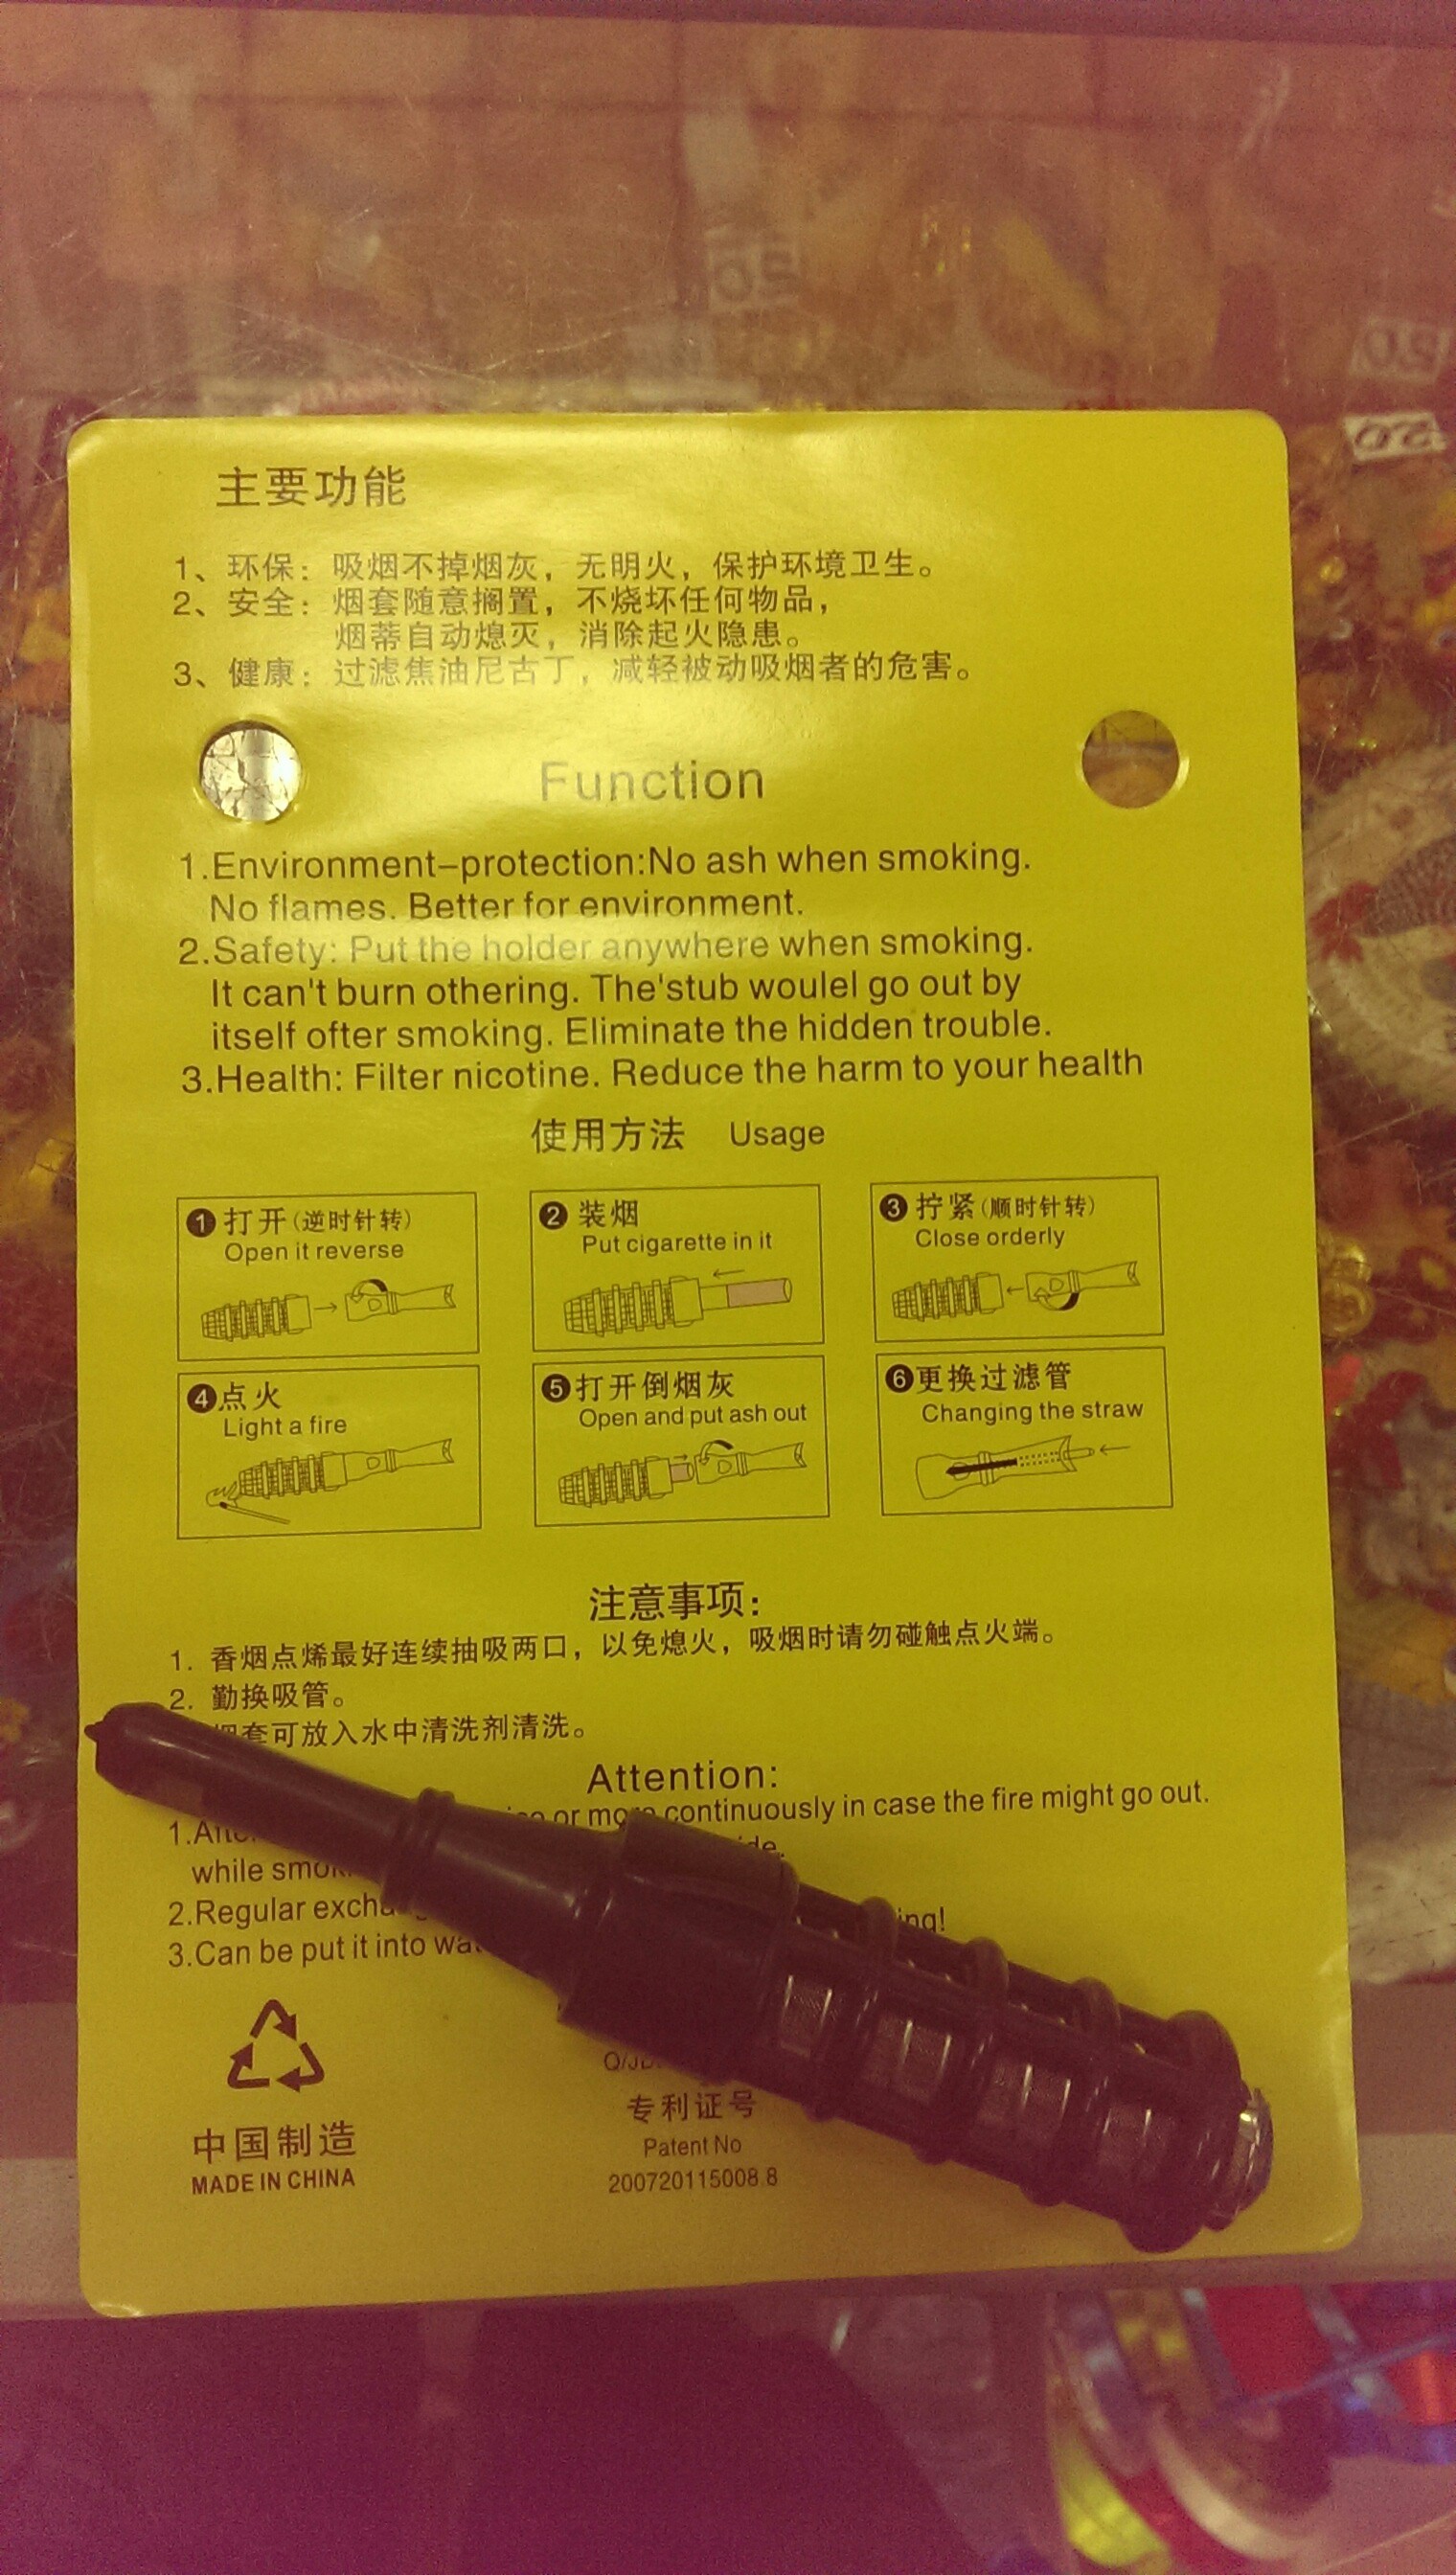 主要功能
1、环保：吸烟不掉烟灰，无明火，保护环境卫生。
2、安全：烟套随意搁置，不烧坏任何物品，
烟蒂自动熄灭，消除起火隐患。
3、健康：过滤焦油尼古丁，减轻被动吸烟者的危害。
Function
1.Environment–protection:No ash when smoking.
No flames. Better for environment.
2.Safety: Put the holder anywhere when smoking.
It can't burn othering. The'stub woulel go out by
itself ofter smoking. Eliminate the hidden trouble.
3.Health: Filter nicotine. Reduce the harm to your health
使用方法 Usage
1 打开(逆时针转)
Open it reverse
2 装烟
Put cigarette in it
3 拧紧(顺时针转)
Close orderly
4 点火
Light a fire
5 打开倒烟灰
Open and put ash out
6 更换过滤管
Changing the straw
注意事项：
1. 香烟点烯最好连续抽吸两口，以免熄火，吸烟时请勿碰触点火端。
2. 勤换吸管。
烟套可放入水中清洗剂清洗。
Attention:
1. or more continuously in case the fire might go out.
while
2.Regular
3.Can be put it into
中国制造
MADE IN CHINA
专利证号
Patent No
200720115008.8
20
20
20